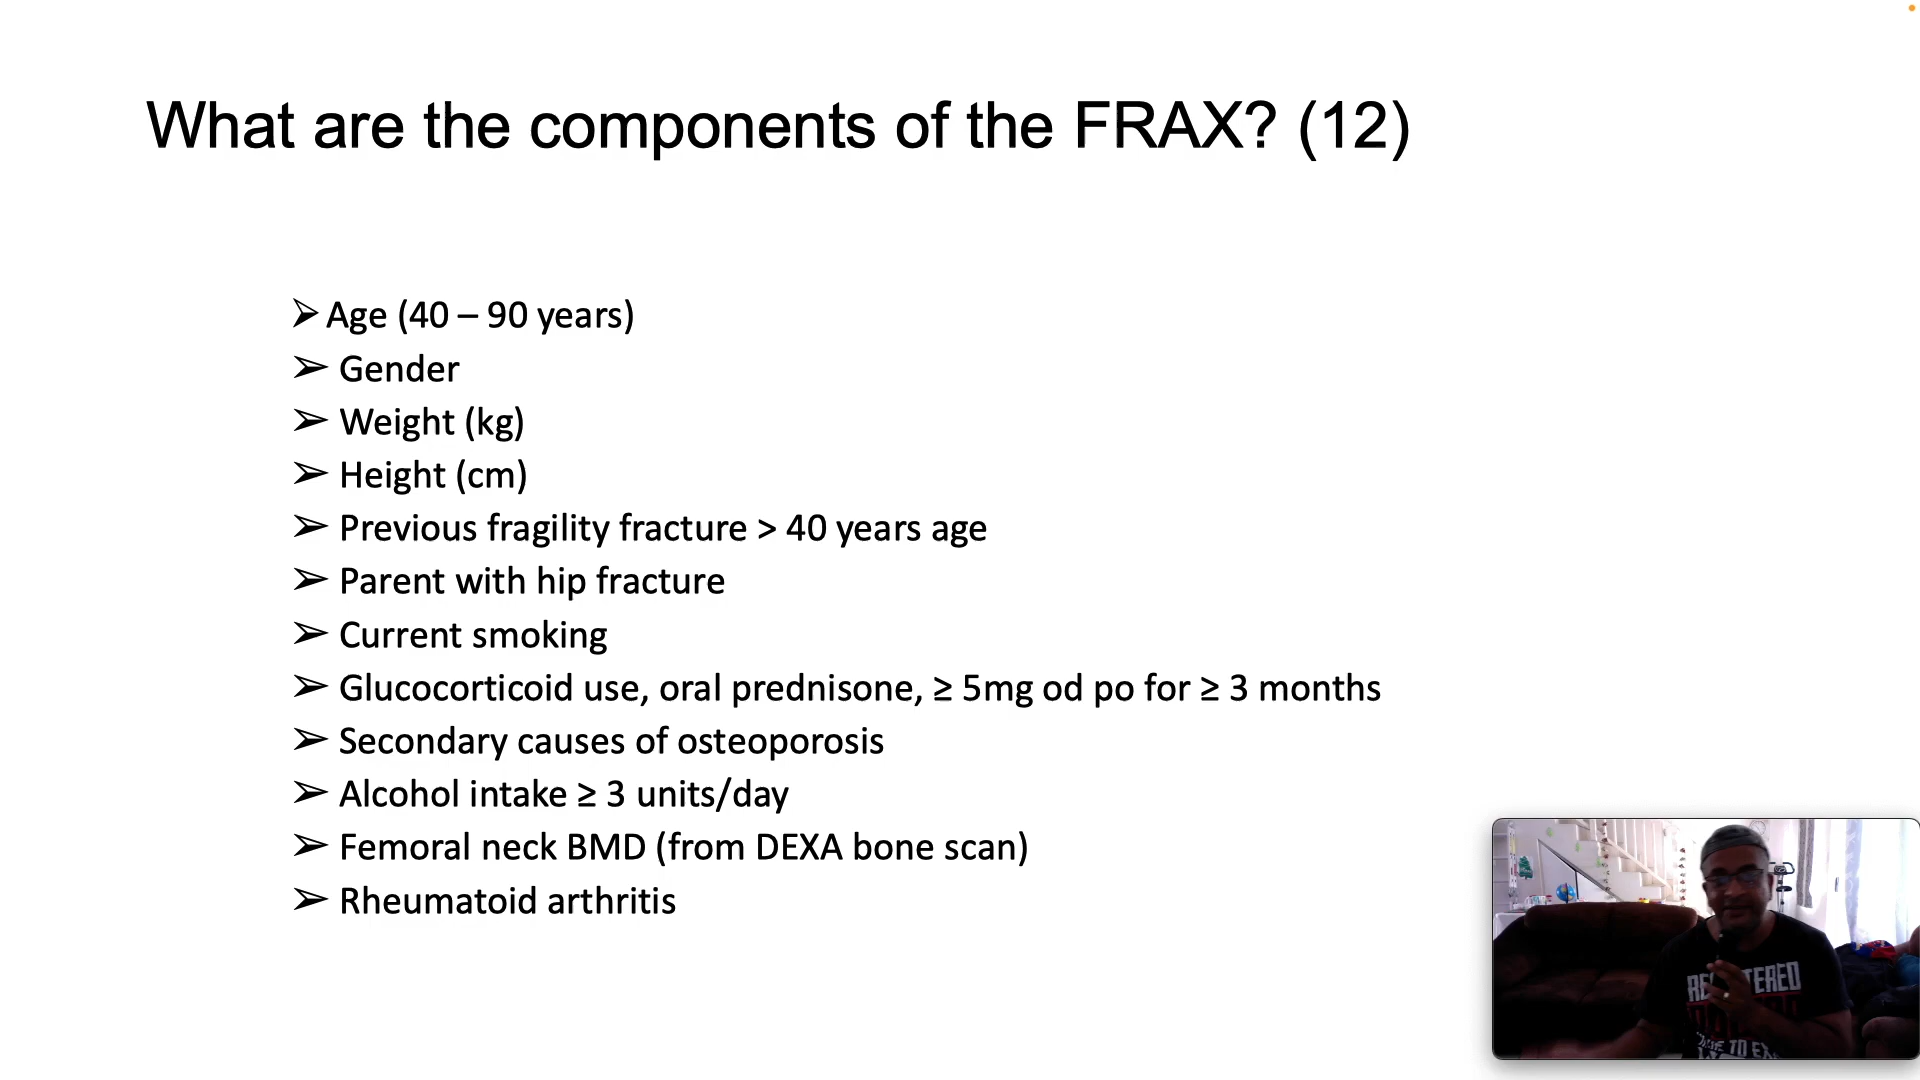 What are the components of the FRAX? (12)
➢ Age (40 – 90 years)
➢ Gender
➢ Weight (kg)
➢ Height (cm)
➢ Previous fragility fracture > 40 years age
➢ Parent with hip fracture
➢ Current smoking
➢ Glucocorticoid use, oral prednisone, ≥ 5mg od po for ≥ 3 months
➢ Secondary causes of osteoporosis
➢ Alcohol intake ≥ 3 units/day
➢ Femoral neck BMD (from DEXA bone scan)
➢ Rheumatoid arthritis